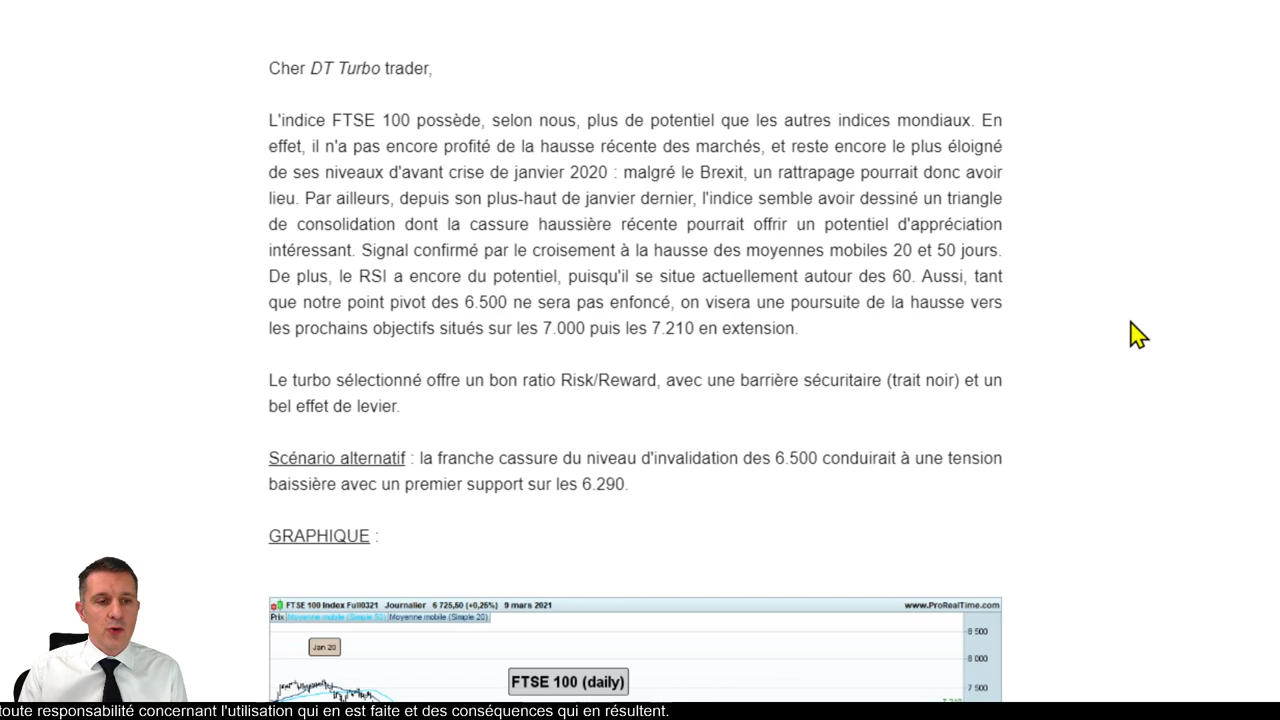 Cher DT Turbo trader,
L'indice FTSE 100 possède, selon nous, plus de potentiel que les autres indices mondiaux. En
effet, il n'a pas encore profité de la hausse récente des marchés, et reste encore le plus éloigné
de ses niveaux d'avant crise de janvier 2020 : malgré le Brexit, un rattrapage pourrait donc avoir
lieu. Par ailleurs, depuis son plus-haut de janvier dernier, l'indice semble avoir dessiné un triangle
de consolidation dont la cassure haussière récente pourrait offrir un potentiel d'appréciation
intéressant. Signal confirmé par le croisement à la hausse des moyennes mobiles 20 et 50 jours.
De plus, le RSI a encore du potentiel, puisqu'il se situe actuellement autour des 60. Aussi, tant
que notre point pivot des 6.500 ne sera pas enfoncé, on visera une poursuite de la hausse vers
les prochains objectifs situés sur les 7.000 puis les 7.210 en extension.
Le turbo sélectionné offre un bon ratio Risk/Reward, avec une barrière sécuritaire (trait noir) et un
bel effet de levier.
Scénario alternatif : la franche cassure du niveau d'invalidation des 6.500 conduirait à une tension
baissière avec un premier support sur les 6.290.
GRAPHIQUE :
FTSE 100 Index Full0321 Journalier 6 725,50 (+0,25%) 9 mars 2021 www.ProRealTime.com
Prix Moyenne mobile (Simple 50) Moyenne mobile (Simple 20)
8 500
Jan 20
8 000
FTSE 100 (daily)
7 500
toute responsabilité concernant l'utilisation qui en est faite et des conséquences qui en résultent.